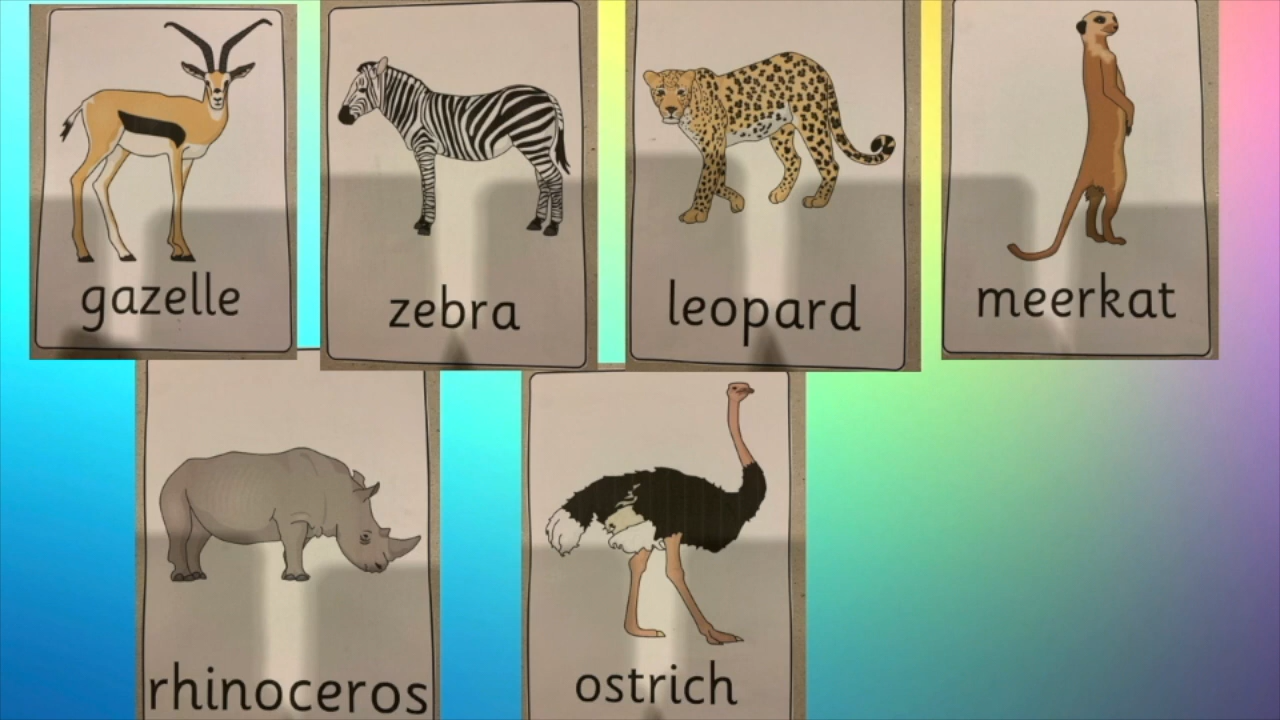 gazelle
zebra
leopard
meerkat
rhinoceros
ostrich